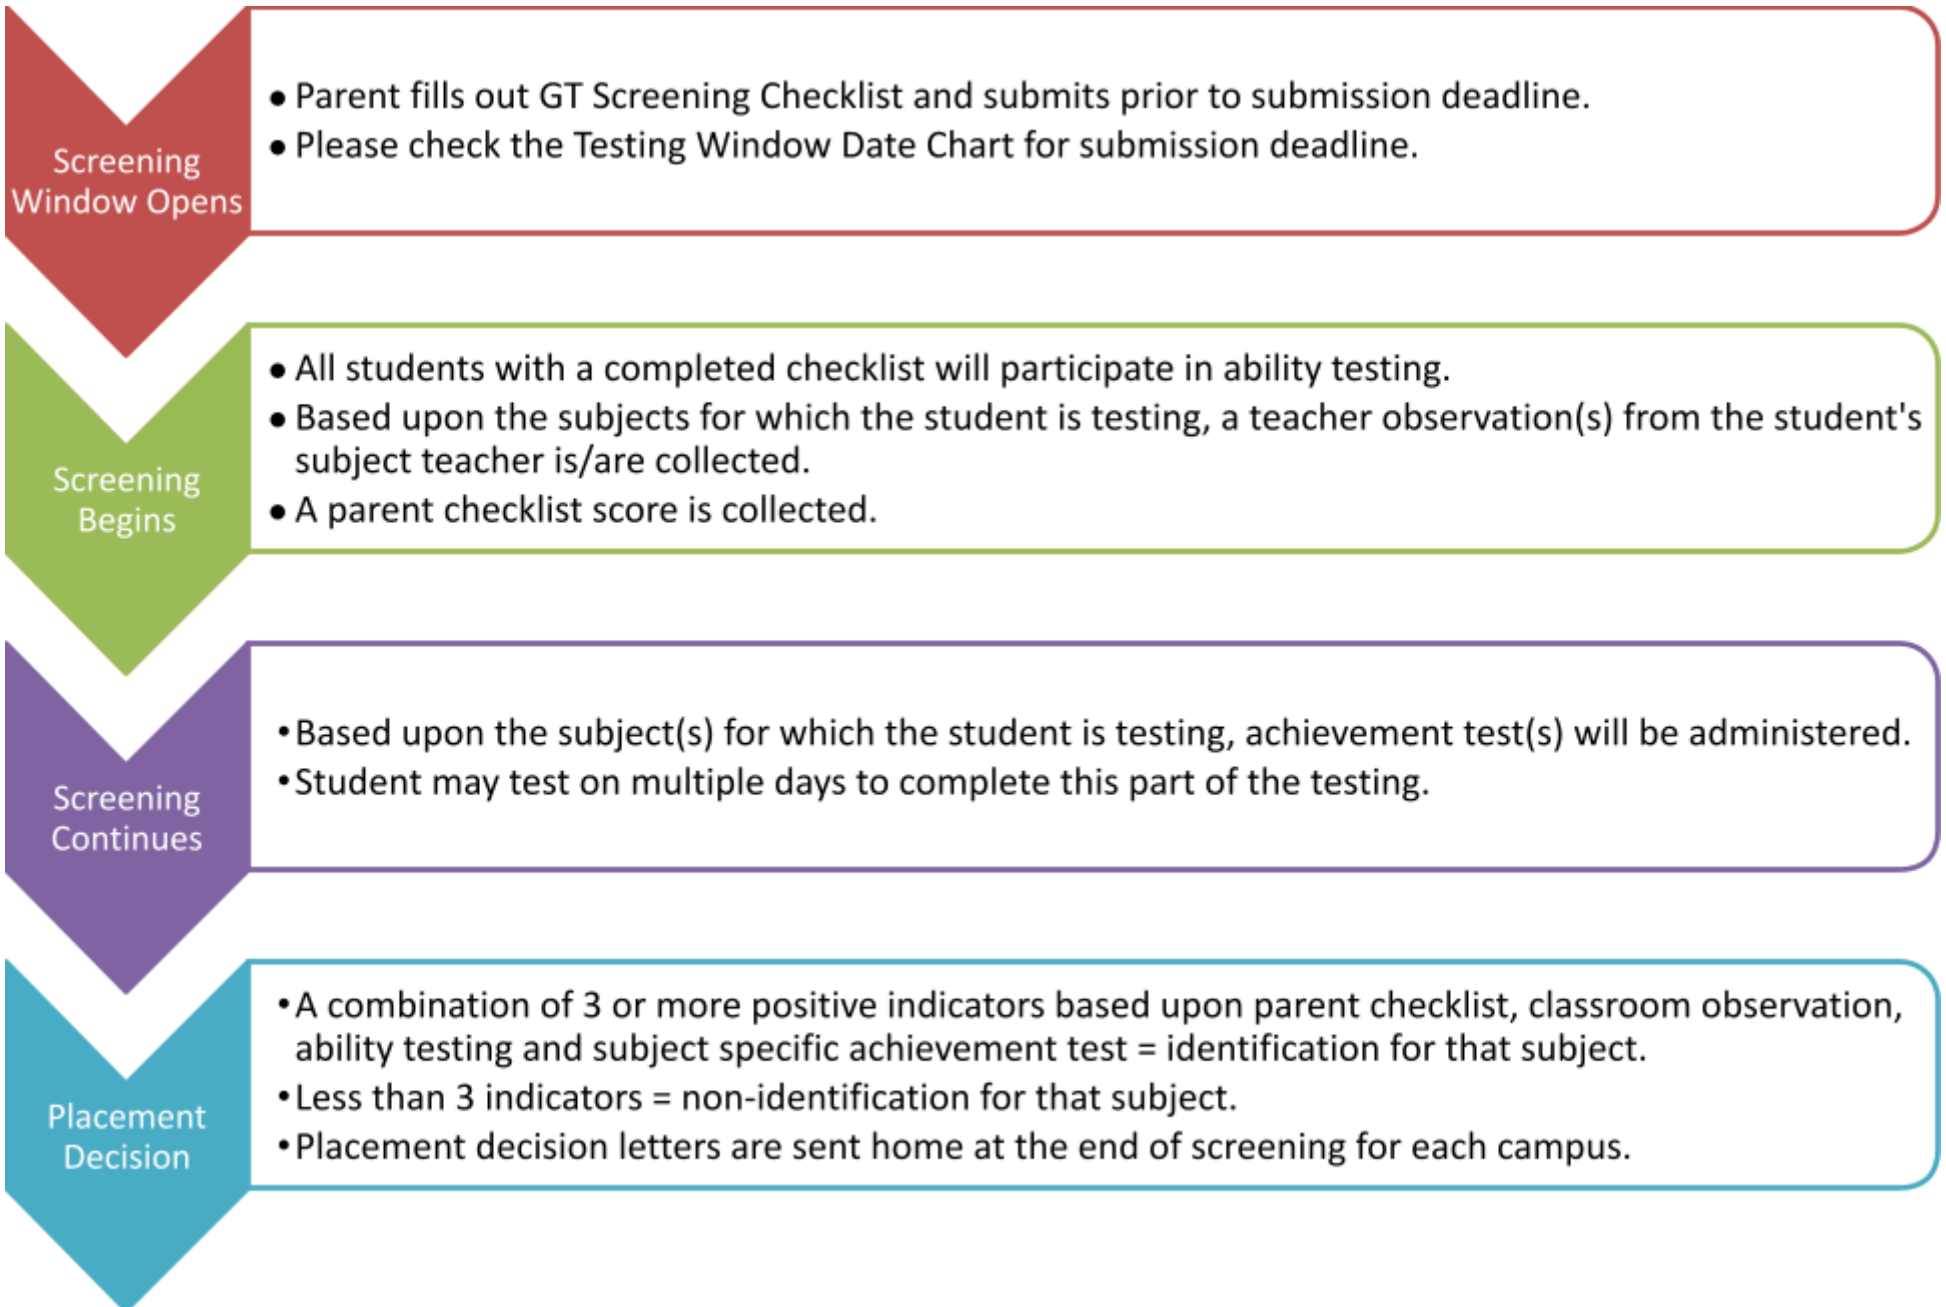 Screening
Window Opens
● Parent fills out GT Screening Checklist and submits prior to submission deadline.
● Please check the Testing Window Date Chart for submission deadline.
Screening
Begins
● All students with a completed checklist will participate in ability testing.
● Based upon the subjects for which the student is testing, a teacher observation(s) from the student's
subject teacher is/are collected.
● A parent checklist score is collected.
Screening
Continues
• Based upon the subject(s) for which the student is testing, achievement test(s) will be administered.
• Student may test on multiple days to complete this part of the testing.
Placement
Decision
• A combination of 3 or more positive indicators based upon parent checklist, classroom observation,
ability testing and subject specific achievement test = identification for that subject.
• Less than 3 indicators = non-identification for that subject.
• Placement decision letters are sent home at the end of screening for each campus.